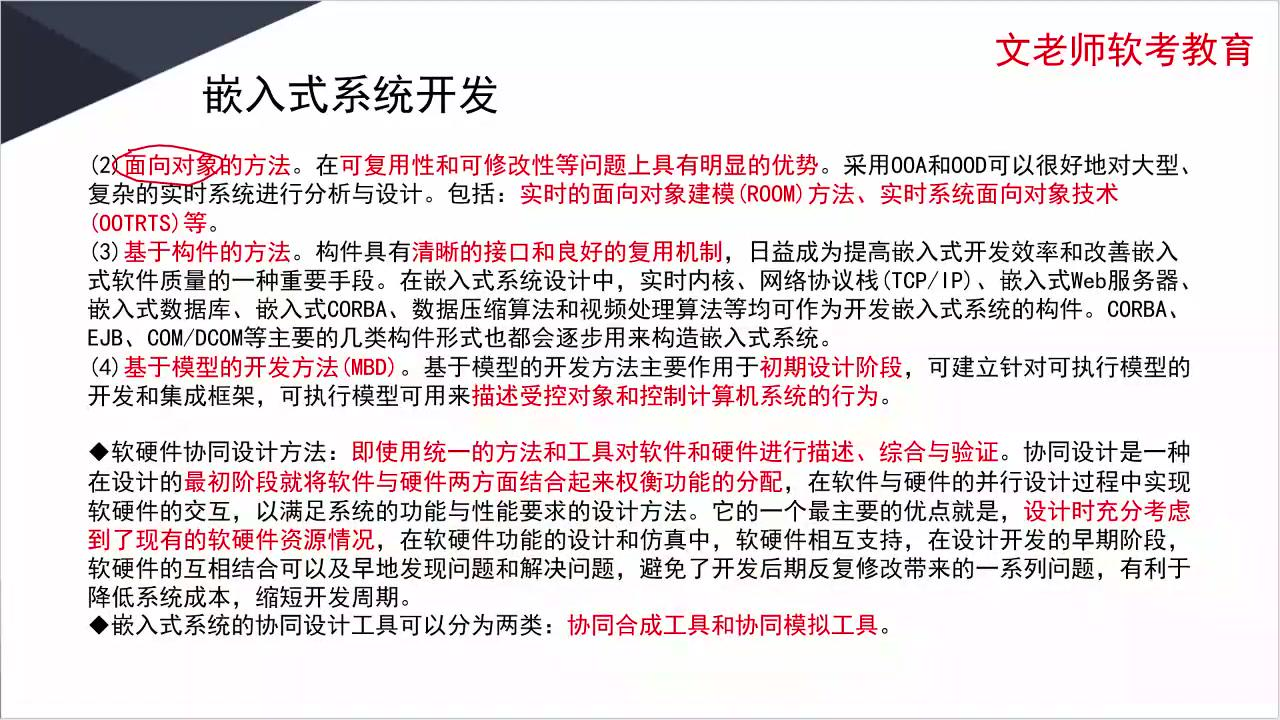 文老师软考教育
嵌入式系统开发
(2)面向对象的方法。在可复用性和可修改性等问题上具有明显的优势。采用OOA和OOD可以很好地对大型、
复杂的实时系统进行分析与设计。包括：实时的面向对象建模(ROOM)方法、实时系统面向对象技术
(OOTRTS)等。
(3)基于构件的方法。构件具有清晰的接口和良好的复用机制，日益成为提高嵌入式开发效率和改善嵌入
式软件质量的一种重要手段。在嵌入式系统设计中，实时内核、网络协议栈(TCP/IP)、嵌入式Web服务器、
嵌入式数据库、嵌入式CORBA、数据压缩算法和视频处理算法等均可作为开发嵌入式系统的构件。CORBA、
EJB、COM/DCOM等主要的几类构件形式也都会逐步用来构造嵌入式系统。
(4)基于模型的开发方法(MBD)。基于模型的开发方法主要作用于初期设计阶段，可建立针对可执行模型的
开发和集成框架，可执行模型可用来描述受控对象和控制计算机系统的行为。
◆软硬件协同设计方法：即使用统一的方法和工具对软件和硬件进行描述、综合与验证。协同设计是一种
在设计的最初阶段就将软件与硬件两方面结合起来权衡功能的分配，在软件与硬件的并行设计过程中实现
软硬件的交互，以满足系统的功能与性能要求的设计方法。它的一个最主要的优点就是，设计时充分考虑
到了现有的软硬件资源情况，在软硬件功能的设计和仿真中，软硬件相互支持，在设计开发的早期阶段，
软硬件的互相结合可以及早地发现问题和解决问题，避免了开发后期反复修改带来的一系列问题，有利于
降低系统成本，缩短开发周期。
◆嵌入式系统的协同设计工具可以分为两类：协同合成工具和协同模拟工具。